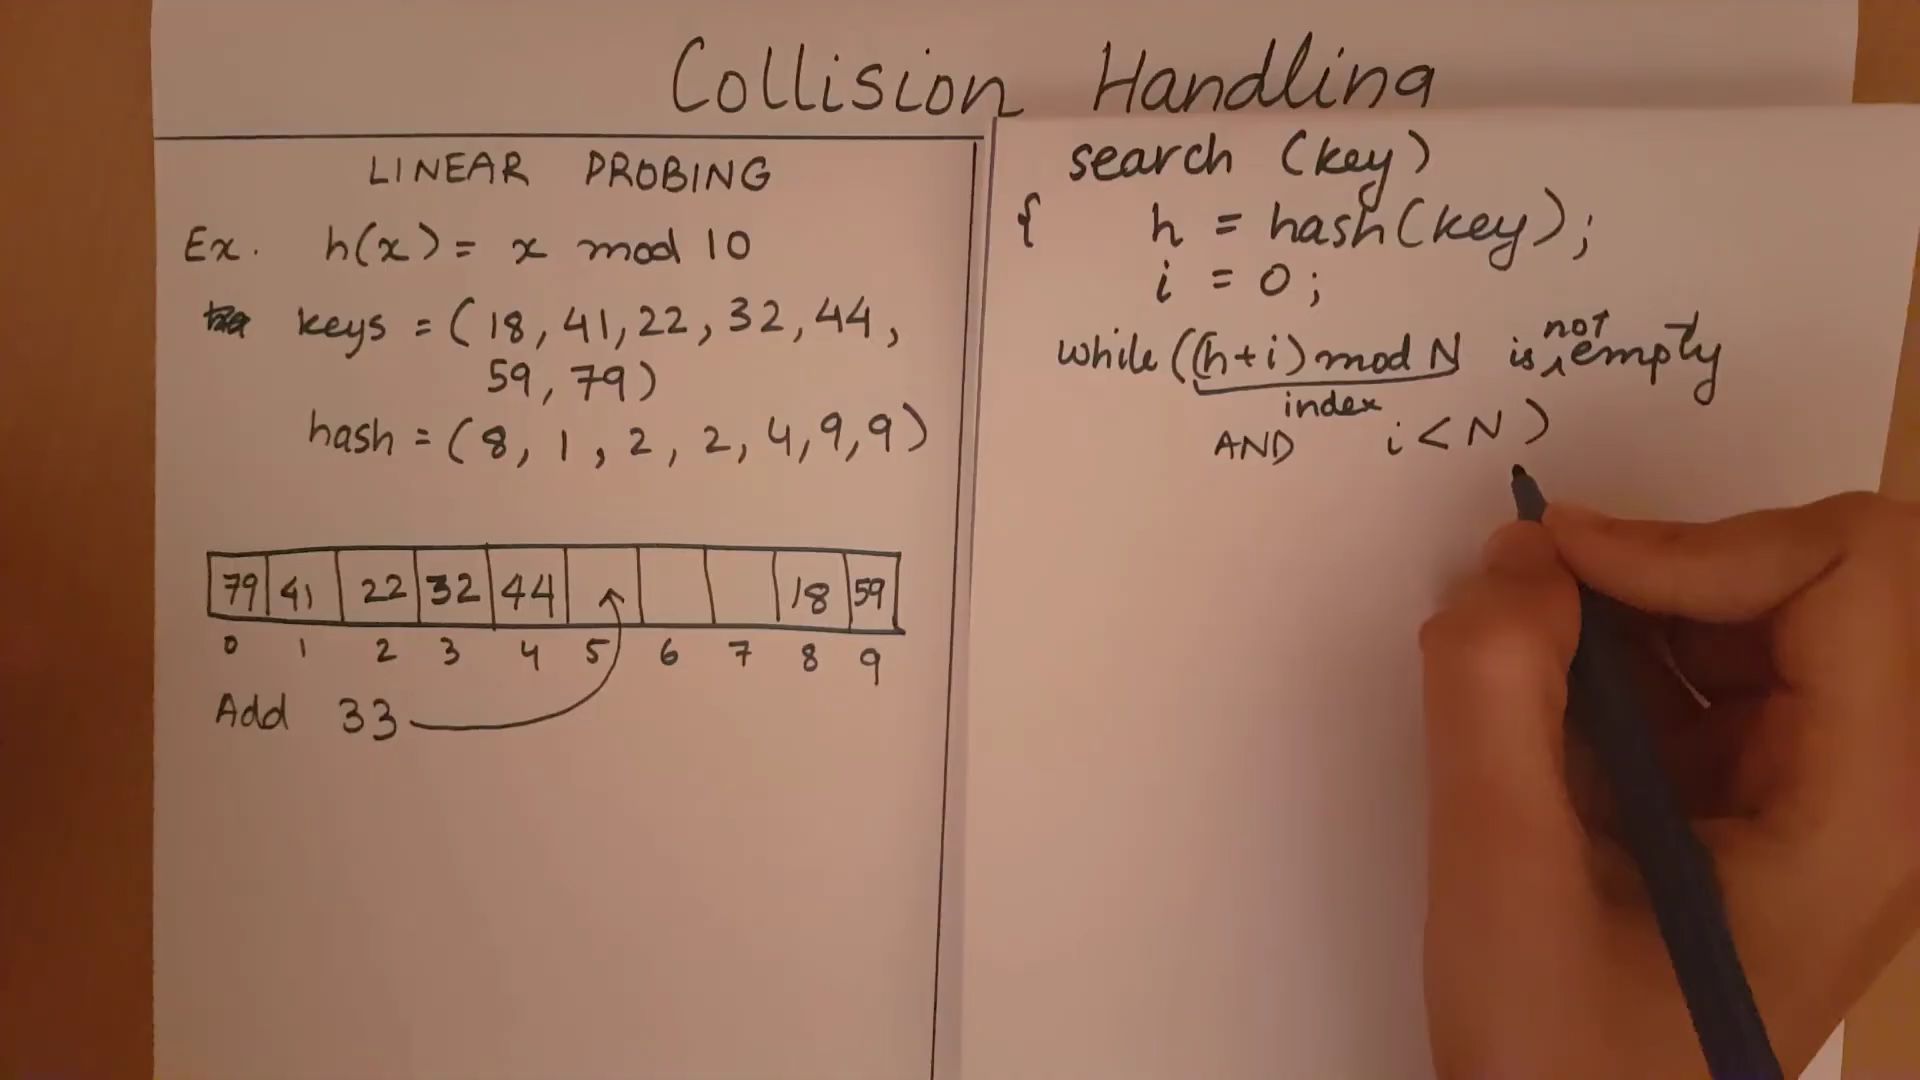 Collision Handling
LINEAR PROBING
Ex. h(x) = x mod 10
keys = (18, 41, 22, 32, 44,
59, 79)
hash = (8, 1, 2, 2, 4, 9, 9)
79 41 22 32 44 18 59
0 1 2 3 4 5 6 7 8 9
Add 33
search (key)
{ h = hash(key);
i = 0;
while ((h+i) mod N is not empty
index
AND i < N )